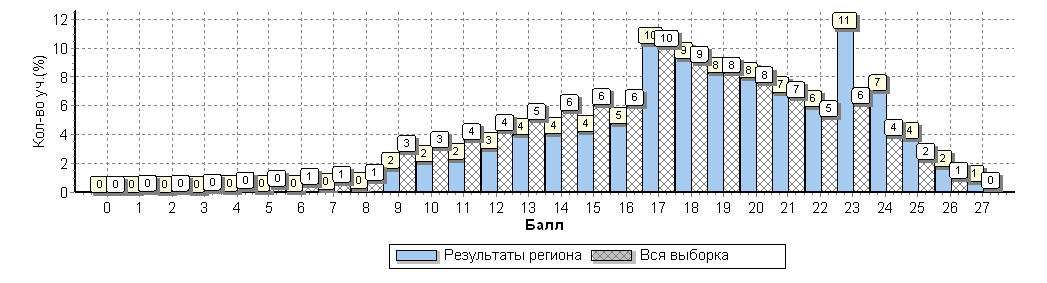 12
10
8
6
4
2
0
Кол-во уч.(%)
0 0 0 0 0 0 0 0 0 0 0 0 0 1 0 1 0 1 2 3 2 3 2 4 3 4 4 5 4 6 4 6 5 6 10 10 9 9 8 8 8 8 7 7 6 5 11 6 7 4 4 2 2 1 1 0
0 1 2 3 4 5 6 7 8 9 10 11 12 13 14 15 16 17 18 19 20 21 22 23 24 25 26 27
Балл
Результаты региона Вся выборка